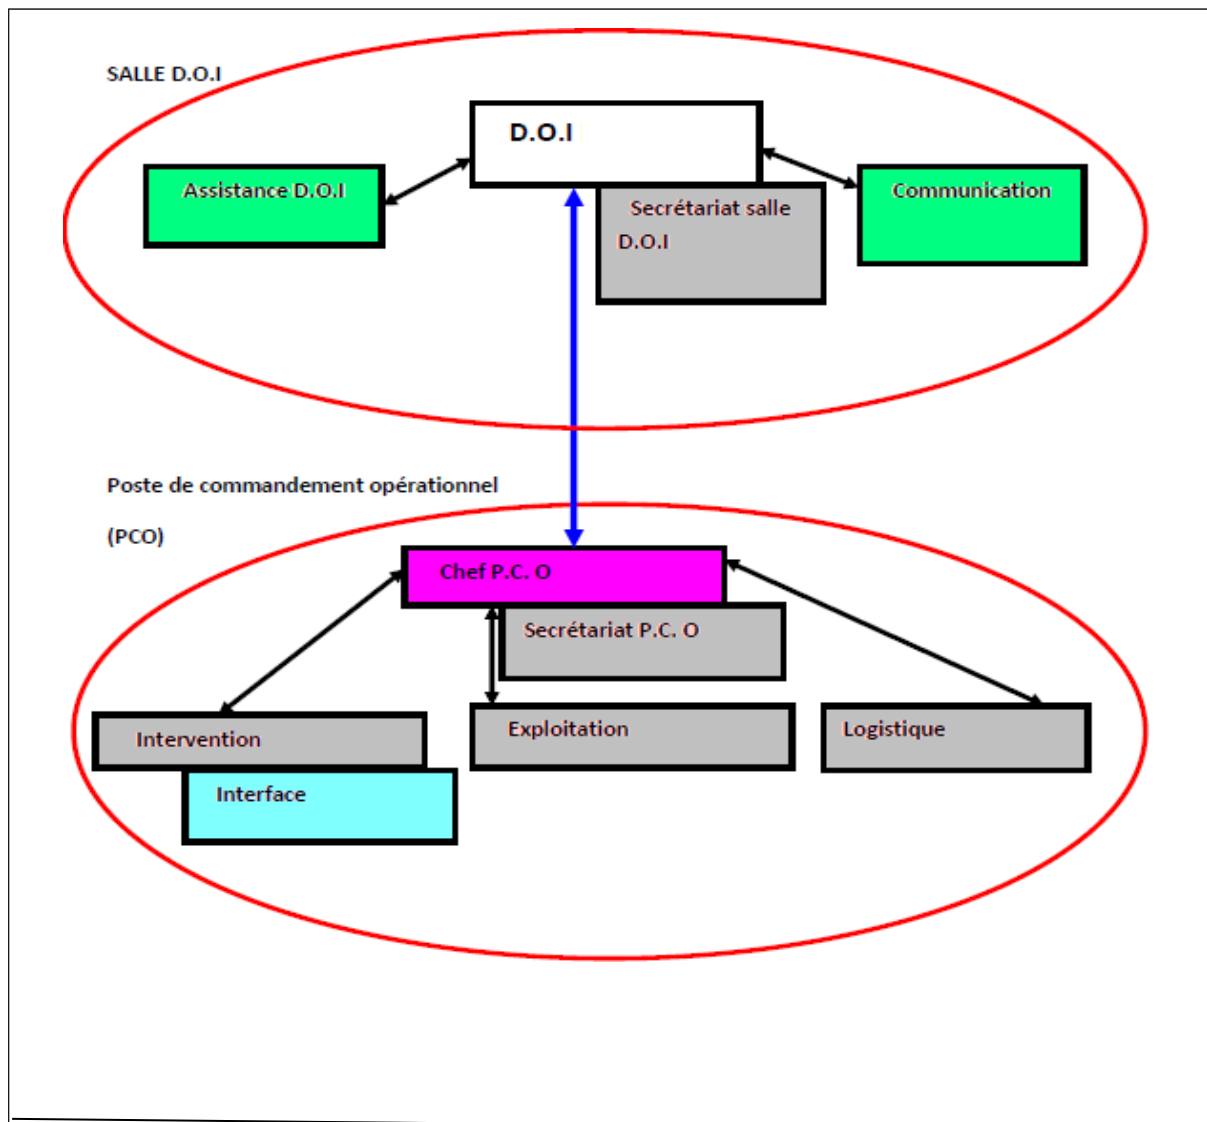 SALLE D.O.I
D.O.I
Assistance D.O.I
Communication
Secrétariat salle
D.O.I
Poste de commandement opérationnel
(PCO)
Chef P.C. O
Secrétariat P.C. O
Intervention
Exploitation
Logistique
Interface